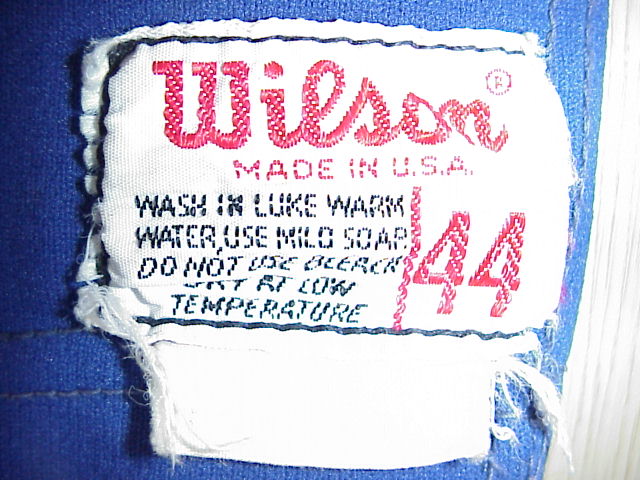 Wilson®
MADE IN U.S.A.
WASH IN LUKE WARM
WATER, USE MILD SOAP
DO NOT USE BLEACH
DRY AT LOW
TEMPERATURE
44